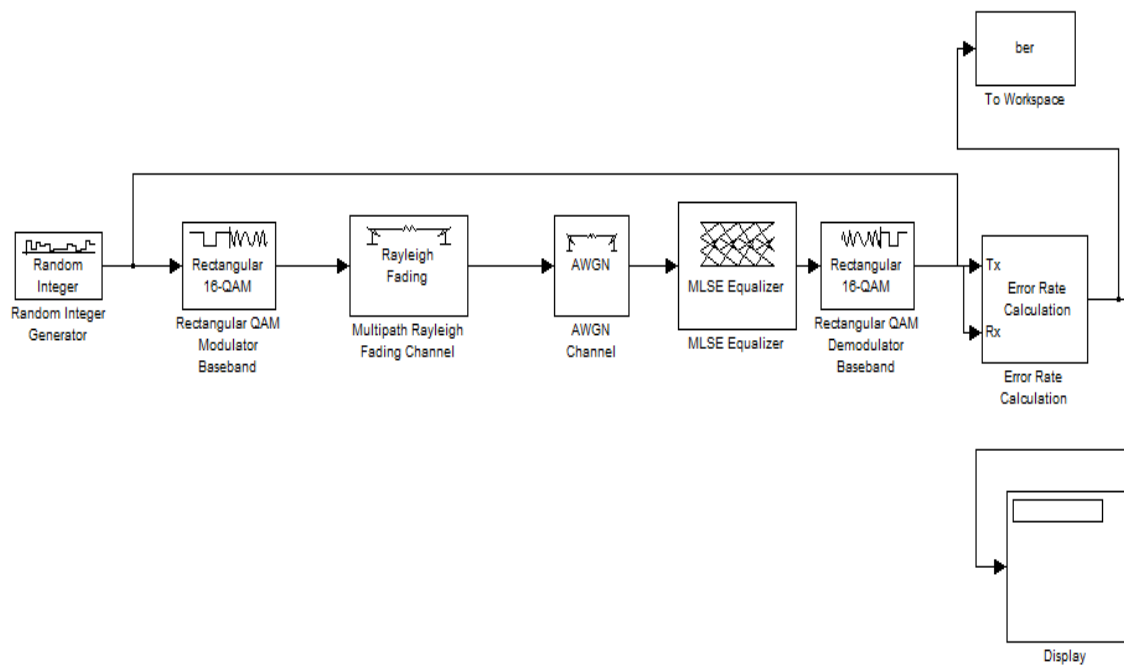 ber
To Workspace
Random
Integer
Random Integer
Generator
Rectangular
16-QAM
Rectangular QAM
Modulator
Baseband
Rayleigh
Fading
Multipath Rayleigh
Fading Channel
AWGN
AWGN
Channel
MLSE Equalizer
MLSE Equalizer
Rectangular
16-QAM
Rectangular QAM
Demodulator
Baseband
Tx
Error Rate
Calculation
Rx
Error Rate
Calculation
Display